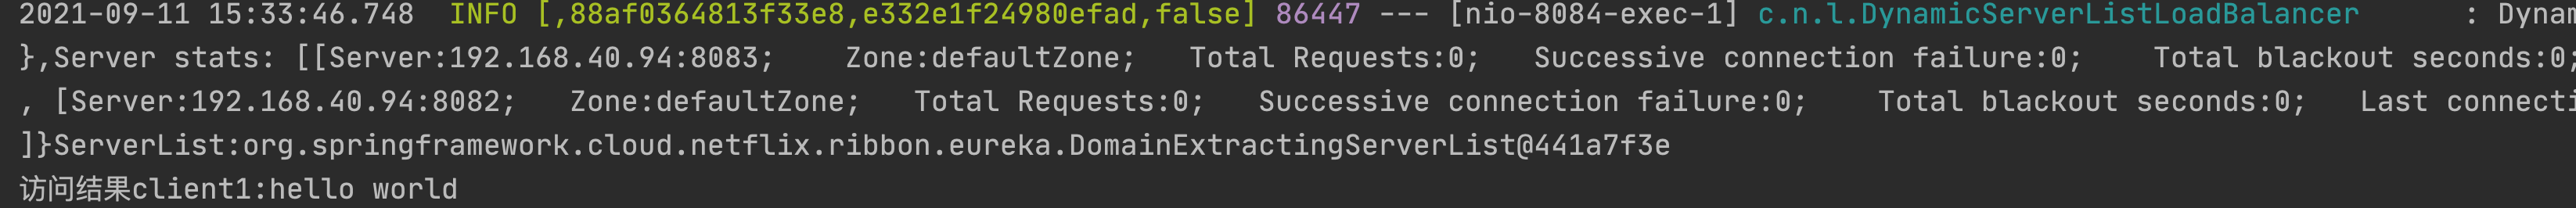 2021-09-11 15:33:46.748  INFO [,88af0364813f33e8,e332e1f24980efad,false] 86447 --- [nio-8084-exec-1] c.n.l.DynamicServerListLoadBalancer      : Dynam
},Server stats: [[Server:192.168.40.94:8083;    Zone:defaultZone;   Total Requests:0;   Successive connection failure:0;    Total blackout seconds:0;
, [Server:192.168.40.94:8082;   Zone:defaultZone;   Total Requests:0;   Successive connection failure:0;    Total blackout seconds:0;   Last connecti
]}ServerList:org.springframework.cloud.netflix.ribbon.eureka.DomainExtractingServerList@441a7f3e
访问结果client1:hello world